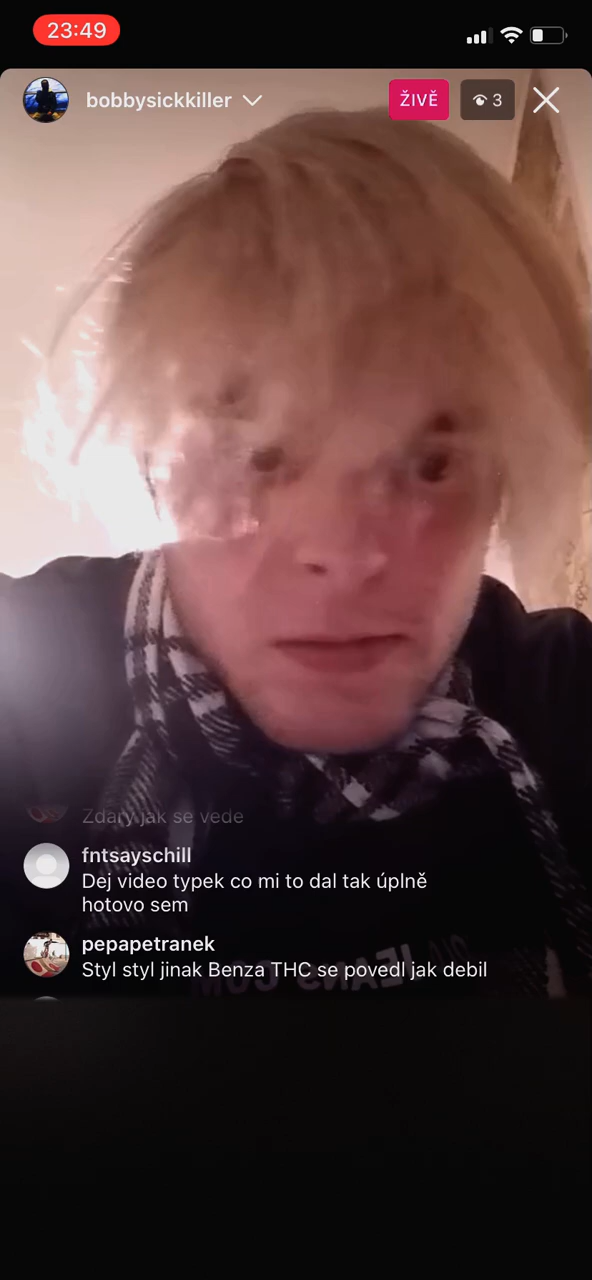 23:49
bobbysickkiller
ŽIVĚ
3
Zdary jak se vede
fntsayschill
Dej video typek co mi to dal tak úplně
hotovo sem
pepapetranek
Styl styl jinak Benza THC se povedl jak debil